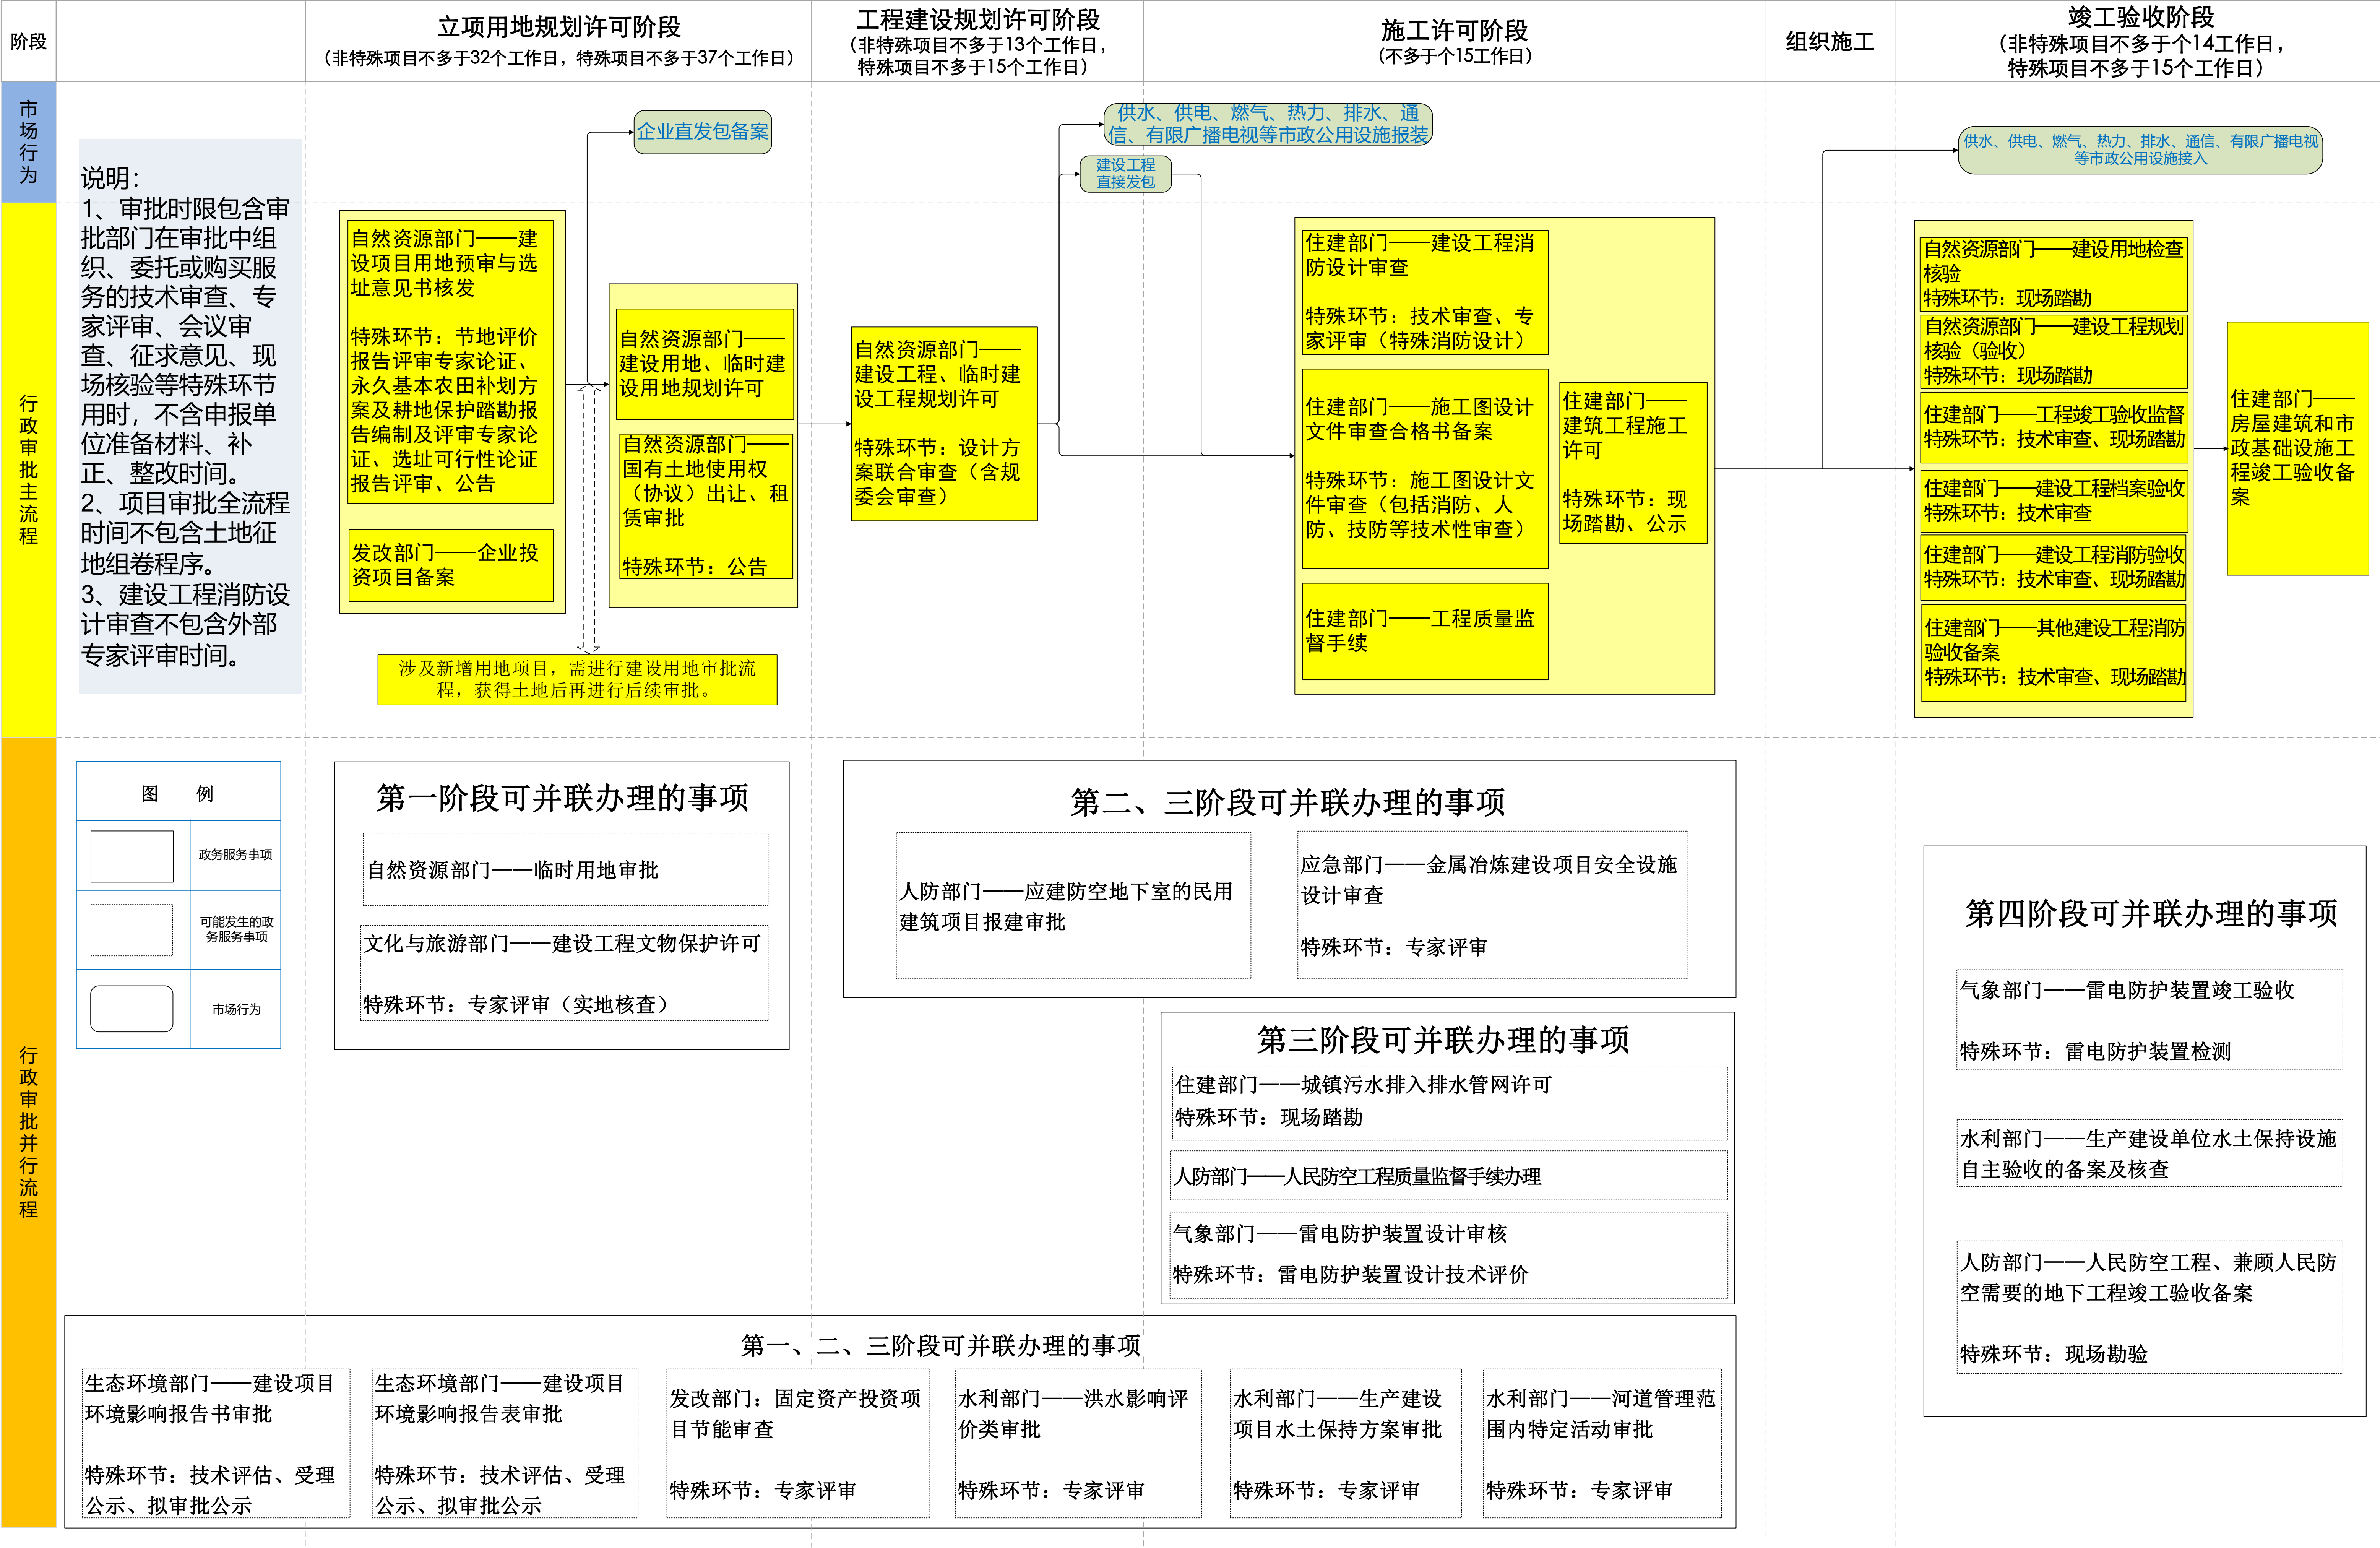 阶段
立项用地规划许可阶段
（非特殊项目不多于32个工作日，特殊项目不多于37个工作日）
工程建设规划许可阶段
（非特殊项目不多于13个工作日，
特殊项目不多于15个工作日）
施工许可阶段
（不多于个15工作日）
组织施工
竣工验收阶段
（非特殊项目不多于个14工作日，
特殊项目不多于15个工作日）
市场行为
企业直发包备案
供水、供电、燃气、热力、排水、通
信、有限广播电视等市政公用设施报装
建设工程
直接发包
供水、供电、燃气、热力、排水、通信、有限广播电视
等市政公用设施接入
说明：
1、审批时限包含审
批部门在审批中组
织、委托或购买服
务的技术审查、专
家评审、会议审
查、征求意见、现
场核验等特殊环节
用时，不含申报单
位准备材料、补
正、整改时间。
2、项目审批全流程
时间不包含土地征
地组卷程序。
3、建设工程消防设
计审查不包含外部
专家评审时间。
行政审批主流程
自然资源部门——建
设项目用地预审与选
址意见书核发
特殊环节：节地评价
报告评审专家论证、
永久基本农田补划方
案及耕地保护踏勘报
告编制及评审专家论
证、选址可行性论证
报告评审、公告
发改部门——企业投
资项目备案
自然资源部门——
建设用地、临时建
设用地规划许可
自然资源部门——
国有土地使用权
（协议）出让、租
赁审批
特殊环节：公告
涉及新增用地项目，需进行建设用地审批流
程，获得土地后再进行后续审批。
自然资源部门——
建设工程、临时建
设工程规划许可
特殊环节：设计方
案联合审查（含规
委会审查）
住建部门——建设工程消
防设计审查
特殊环节：技术审查、专
家评审（特殊消防设计）
住建部门——施工图设计
文件审查合格书备案
特殊环节：施工图设计文
件审查（包括消防、人
防、技防等技术性审查）
住建部门——工程质量监
督手续
住建部门——
建筑工程施工
许可
特殊环节：现
场踏勘、公示
自然资源部门——建设用地检查
核验
特殊环节：现场踏勘
自然资源部门——建设工程规划
核验（验收）
特殊环节：现场踏勘
住建部门——工程竣工验收监督
特殊环节：技术审查、现场踏勘
住建部门——建设工程档案验收
特殊环节：技术审查
住建部门——建设工程消防验收
特殊环节：技术审查、现场踏勘
住建部门——其他建设工程消防
验收备案
特殊环节：技术审查、现场踏勘
住建部门——
房屋建筑和市
政基础设施工
程竣工验收备
案
行政审批并行流程
图 例
政务服务事项
可能发生的政
务服务事项
市场行为
第一阶段可并联办理的事项
自然资源部门——临时用地审批
文化与旅游部门——建设工程文物保护许可
特殊环节：专家评审（实地核查）
第二、三阶段可并联办理的事项
人防部门——应建防空地下室的民用
建筑项目报建审批
应急部门——金属冶炼建设项目安全设施
设计审查
特殊环节：专家评审
第三阶段可并联办理的事项
住建部门——城镇污水排入排水管网许可
特殊环节：现场踏勘
人防部门——人民防空工程质量监督手续办理
气象部门——雷电防护装置设计审核
特殊环节：雷电防护装置设计技术评价
第四阶段可并联办理的事项
气象部门——雷电防护装置竣工验收
特殊环节：雷电防护装置检测
水利部门——生产建设单位水土保持设施
自主验收的备案及核查
人防部门——人民防空工程、兼顾人民防
空需要的地下工程竣工验收备案
特殊环节：现场勘验
第一、二、三阶段可并联办理的事项
生态环境部门——建设项目
环境影响报告书审批
特殊环节：技术评估、受理
公示、拟审批公示
生态环境部门——建设项目
环境影响报告表审批
特殊环节：技术评估、受理
公示、拟审批公示
发改部门：固定资产投资项
目节能审查
特殊环节：专家评审
水利部门——洪水影响评
价类审批
特殊环节：专家评审
水利部门——生产建设
项目水土保持方案审批
特殊环节：专家评审
水利部门——河道管理范
围内特定活动审批
特殊环节：专家评审